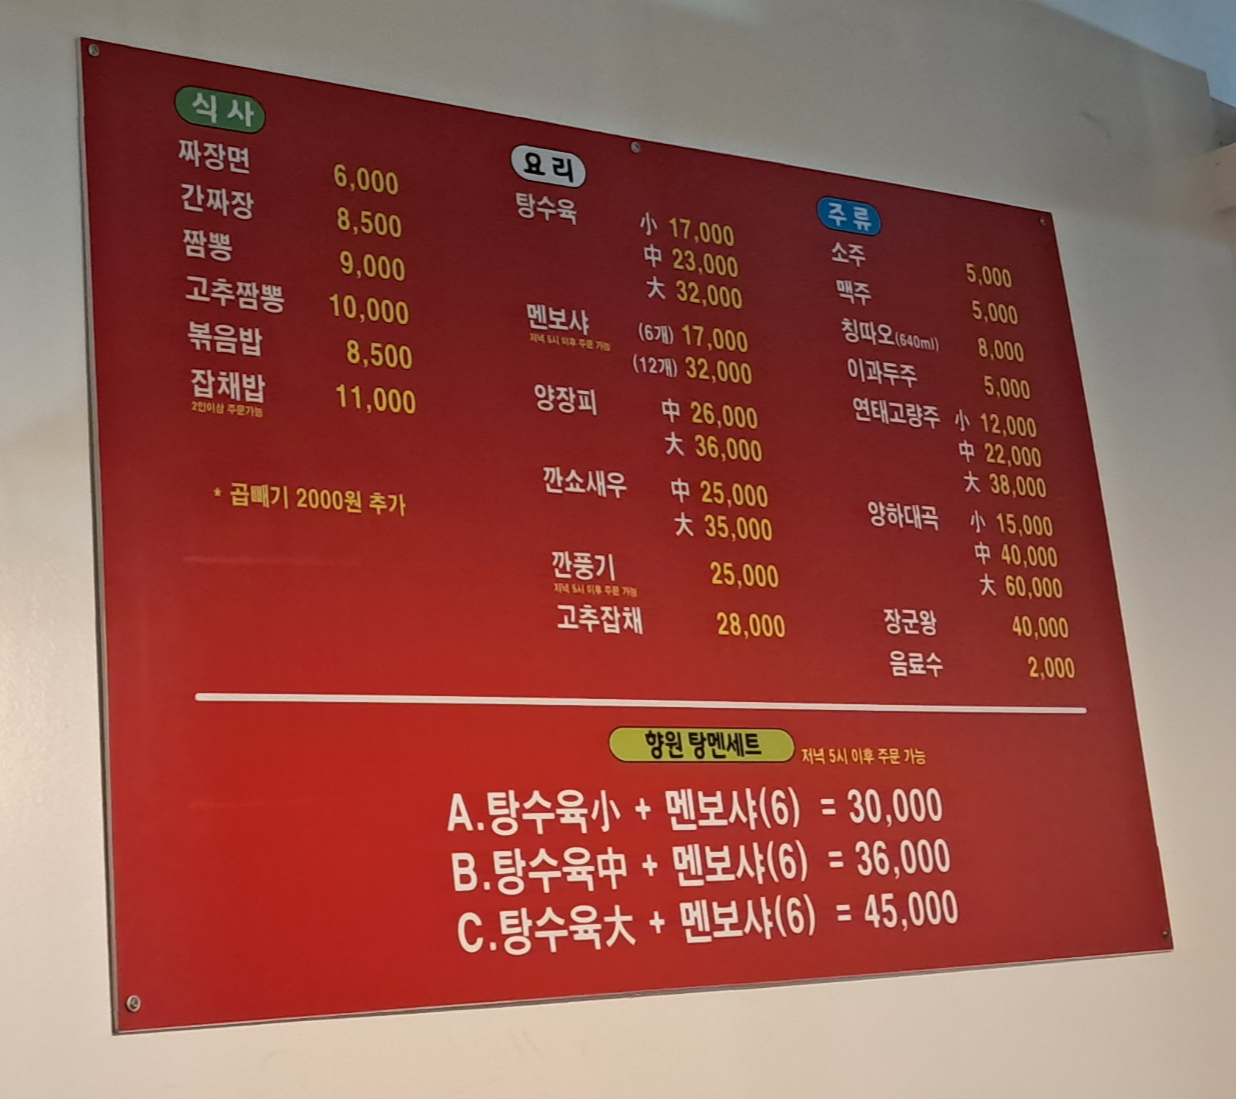 식사
짜장면 6,000
간짜장 8,500
짬뽕 9,000
고추짬뽕 10,000
볶음밥 8,500
잡채밥 11,000
2인이상 주문가능
* 곱빼기 2000원 추가
요리
탕수육 小 17,000
中 23,000
大 32,000
멘보샤 (6개) 17,000
저녁 5시 이후 주문 가능
(12개) 32,000
양장피 中 26,000
大 36,000
깐쇼새우 中 25,000
大 35,000
깐풍기 25,000
저녁 5시 이후 주문 가능
고추잡채 28,000
주류
소주 5,000
맥주 5,000
칭따오(640ml) 8,000
이과두주 5,000
연태고량주 小 12,000
中 22,000
大 38,000
양하대곡 小 15,000
中 40,000
大 60,000
장군왕 40,000
음료수 2,000
향원 탕멘세트 저녁 5시 이후 주문 가능
A.탕수육小 + 멘보샤(6) = 30,000
B.탕수육中 + 멘보샤(6) = 36,000
C.탕수육大 + 멘보샤(6) = 45,000